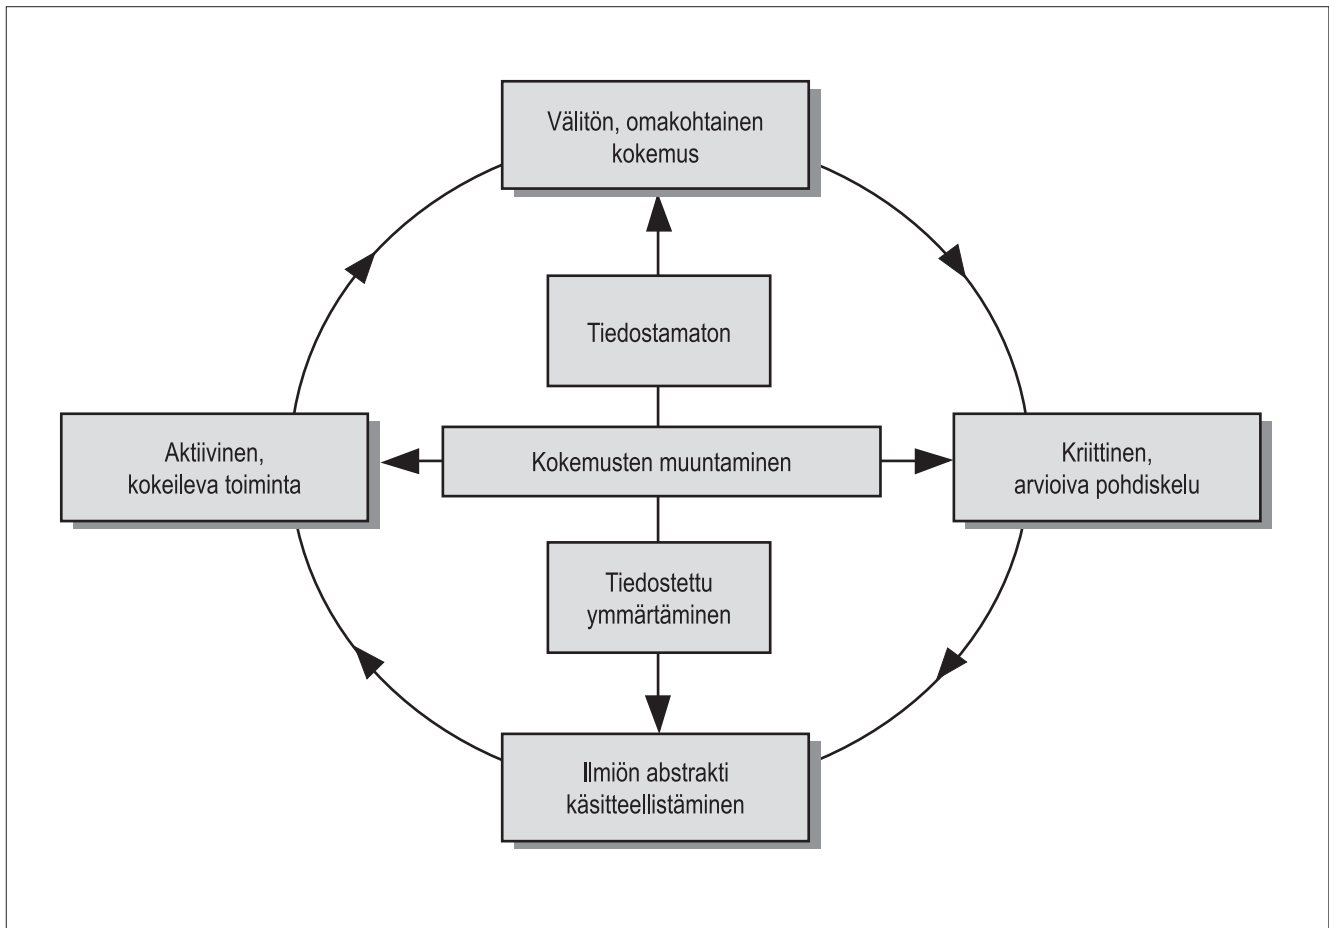 Välitön, omakohtainen
kokemus
Tiedostamaton
Aktiivinen,
kokeileva toiminta
Kokemusten muuntaminen
Kriittinen,
arvioiva pohdiskelu
Tiedostettu
ymmärtäminen
Ilmiön abstrakti
käsitteellistäminen